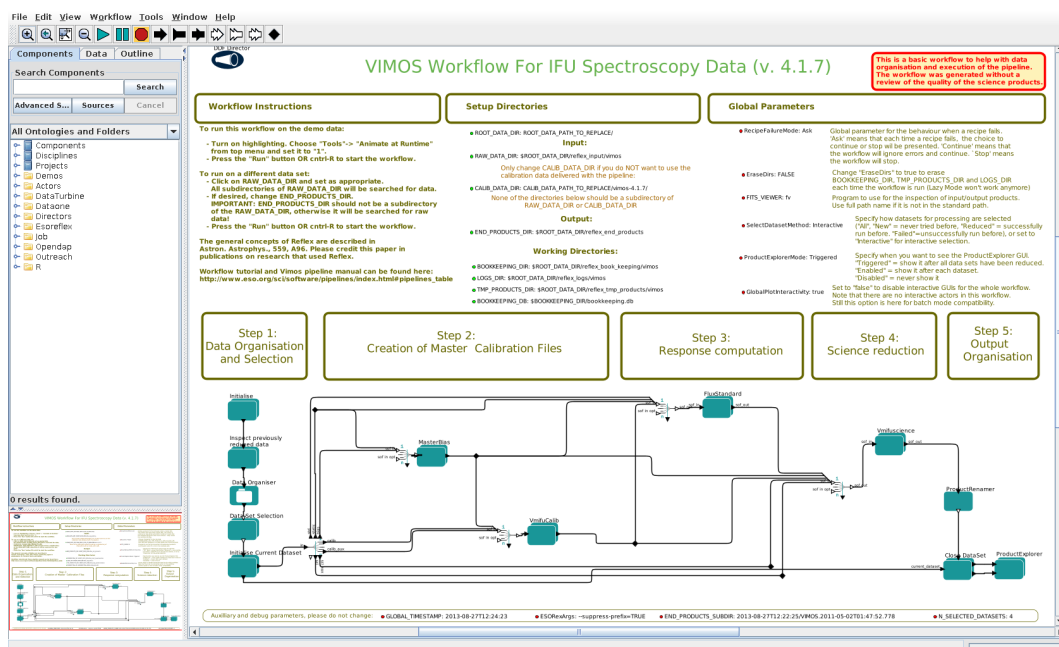 File Edit View Workflow Tools Window Help
Components Data Outline
Search Components
Search
Advanced S... Sources Cancel
All Ontologies and Folders
Components
Disciplines
Projects
Demos
Actors
DataTurbine
Dataone
Directors
Esoreflex
Job
Opendap
Outreach
R
0 results found.
DDF Director
VIMOS Workflow For IFU Spectroscopy Data (v. 4.1.7)
This is a basic workflow to help with data
organisation and execution of the pipeline.
The workflow was generated without a
review of the quality of the science products.
Workflow Instructions
To run this workflow on the demo data:
- Turn on highlighting. Choose "Tools"-> "Animate at Runtime"
from top menu and set it to "1".
- Press the "Run" button OR cntrl-R to start the workflow.
To run on a different data set:
- Click on RAW_DATA_DIR and set as appropriate.
All subdirectories of RAW_DATA_DIR will be searched for data.
- If desired, change END_PRODUCTS_DIR.
IMPORTANT: END_PRODUCTS_DIR should not be a subdirectory
of the RAW_DATA_DIR, otherwise it will be searched for raw
data!
- Press the "Run" button OR cntrl-R to start the workflow.
The general concepts of Reflex are described in
Astron. Astrophys., 559, A96. Please credit this paper in
publications on research that used Reflex.
Workflow tutorial and Vimos pipeline manual can be found here:
http://www.eso.org/sci/software/pipelines/index.html#pipelines_table
Setup Directories
ROOT_DATA_DIR: ROOT_DATA_PATH_TO_REPLACE/
Input:
RAW_DATA_DIR: $ROOT_DATA_DIR/reflex_input/vimos
Only change CALIB_DATA_DIR if you do NOT want to use the
calibration data delivered with the pipeline:
CALIB_DATA_DIR: CALIB_DATA_PATH_TO_REPLACE/vimos-4.1.7/
None of the directories below should be a subdirectory of
RAW_DATA_DIR or CALIB_DATA_DIR
Output:
END_PRODUCTS_DIR: $ROOT_DATA_DIR/reflex_end_products
Working Directories:
BOOKKEEPING_DIR: $ROOT_DATA_DIR/reflex_book_keeping/vimos
LOGS_DIR: $ROOT_DATA_DIR/reflex_logs/vimos
TMP_PRODUCTS_DIR: $ROOT_DATA_DIR/reflex_tmp_products/vimos
BOOKKEEPING_DB: $BOOKKEEPING_DIR/bookkeeping.db
Global Parameters
RecipeFailureMode: Ask
Global parameter for the behaviour when a recipe fails.
'Ask' means that each time a recipe fails, the choice to
continue or stop wil be presented. 'Continue' means that
the workflow will ignore errors and continue. `Stop' means
the workflow will stop.
EraseDirs: FALSE
Change "EraseDirs" to true to erase
BOOKKEEPING_DIR, TMP_PRODUCTS_DIR and LOGS_DIR
each time the workflow is run (Lazy Mode won't work anymore)
FITS_VIEWER: fv
Program to use for the inspection of input/output products.
Use full path name if it is not in the standard path.
SelectDatasetMethod: Interactive
Specify how datasets for processing are selected
("All", "New" = never tried before, "Reduced" = successfully
run before, "Failed"=unsuccessfully run before), or set to
"Interactive" for interactive selection.
ProductExplorerMode: Triggered
Specify when you want to see the ProductExplorer GUI.
"Triggered" = show it after all data sets have been reduced.
"Enabled" = show it after each dataset.
"Disabled" = never show it
GlobalPlotInteractivity: true
Set to "false" to disable interactive GUIs for the whole workflow.
Note that there are no interactive actors in this workflow.
Still this option is here for batch mode compatibility.
Step 1:
Data Organisation
and Selection
Step 2:
Creation of Master Calibration Files
Step 3:
Response computation
Step 4:
Science reduction
Step 5:
Output
Organisation
Initialise
Inspect previously
reduced data
Data Organiser
DataSet Selection
Initialise Current Dataset
MasterBias
VmifuCalib
FluxStandard
Vmifuscience
ProductRenamer
Close DataSet
ProductExplorer
current_dataset
Auxiliary and debug parameters, please do not change:
GLOBAL_TIMESTAMP: 2013-08-27T12:24:23
ESORexArgs: --suppress-prefix=TRUE
END_PRODUCTS_SUBDIR: 2013-08-27T12:22:25/VIMOS.2011-05-02T01:47:52.778
N_SELECTED_DATASETS: 4